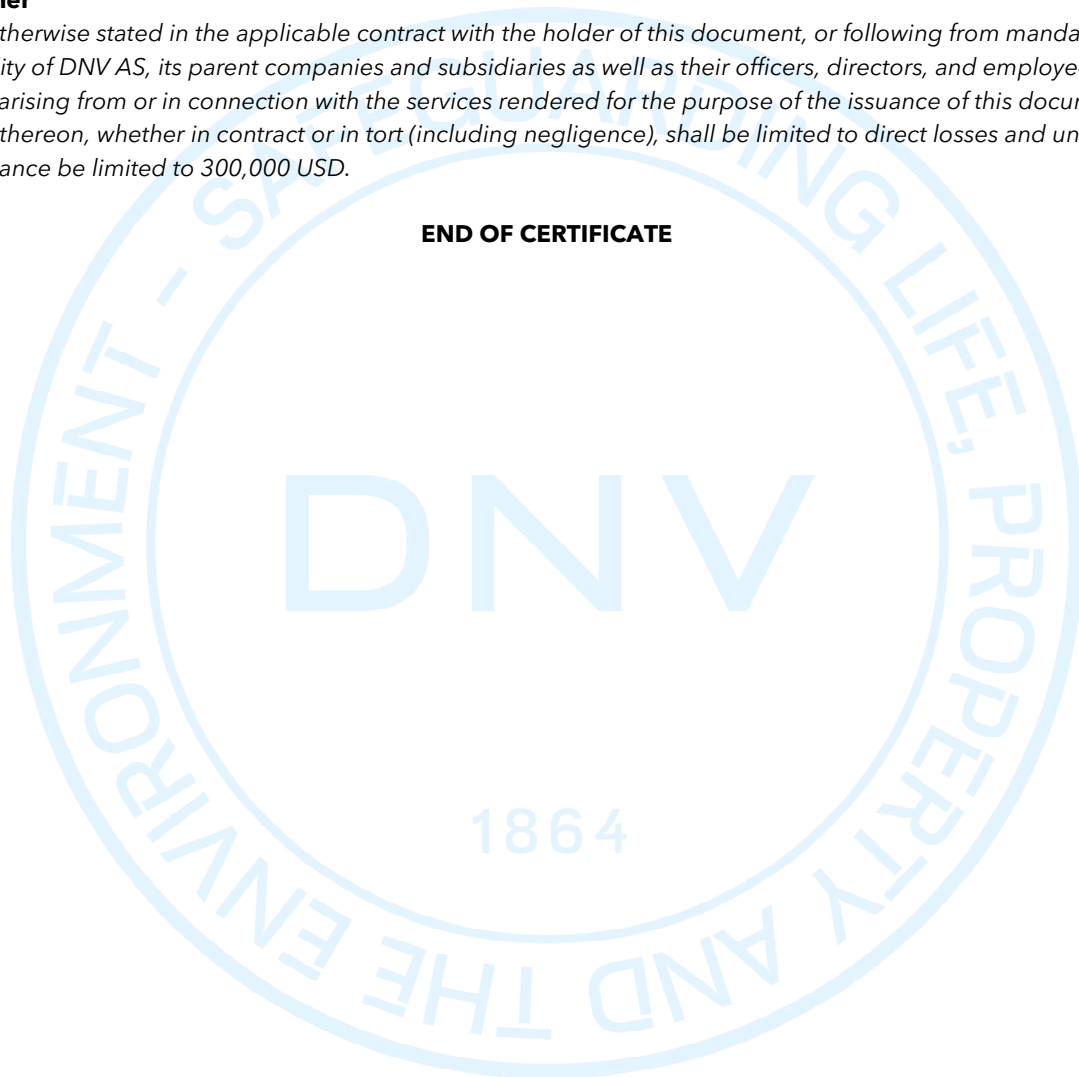 therwise stated in the applicable contract with the holder of this document, or following from manda
ity of DNV AS, its parent companies and subsidiaries as well as their officers, directors, and employe
arising from or in connection with the services rendered for the purpose of the issuance of this docu
thereon, whether in contract or in tort (including negligence), shall be limited to direct losses and un
ance be limited to 300,000 USD.
END OF CERTIFICATE
SAFEGUARDING LIFE, PROPERTY AND THE ENVIRONMENT -
DNV
1864